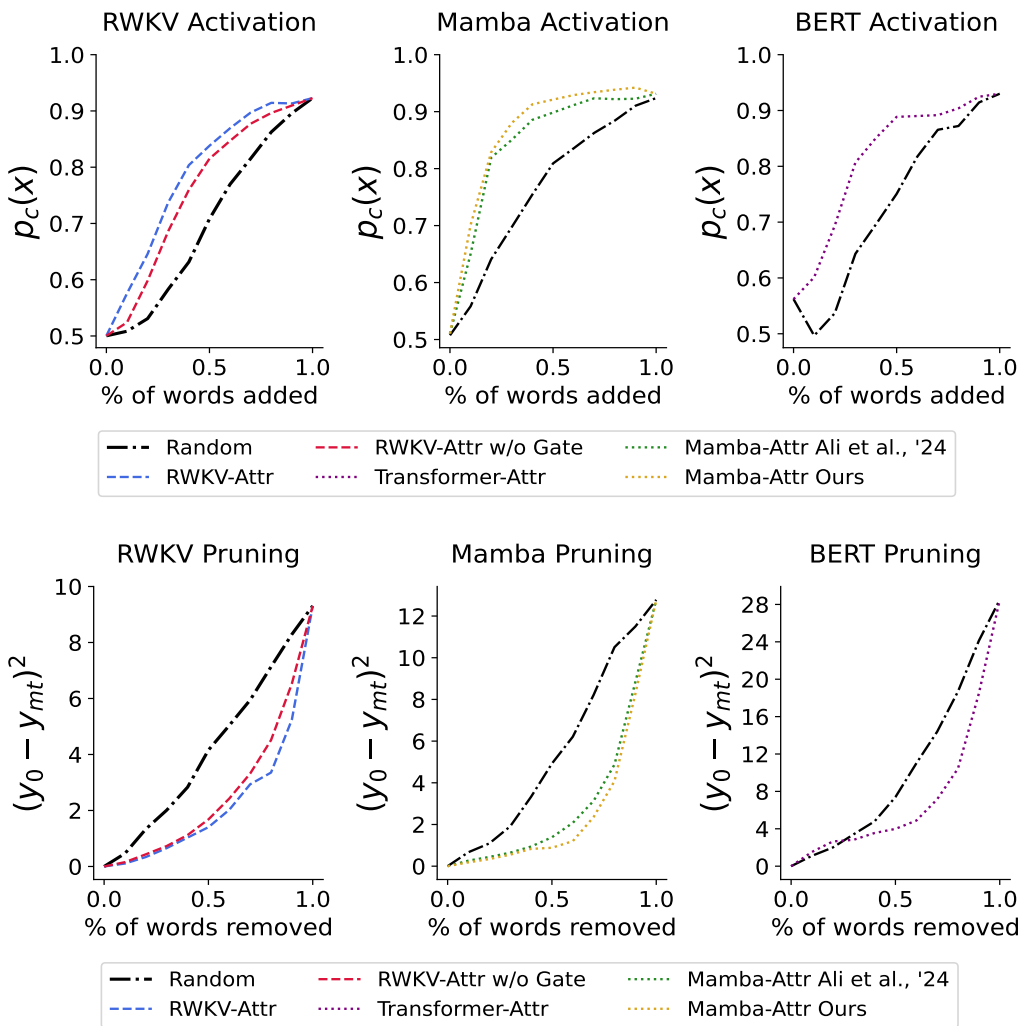 RWKV Activation
Mamba Activation
BERT Activation
1.0
0.9
0.8
0.7
0.6
0.5
p_c(x)
0.0
0.5
1.0
% of words added
1.0
0.9
0.8
0.7
0.6
0.5
p_c(x)
0.0
0.5
1.0
% of words added
1.0
0.9
0.8
0.7
0.6
0.5
p_c(x)
0.0
0.5
1.0
% of words added
Random
RWKV-Attr
RWKV-Attr w/o Gate
Transformer-Attr
Mamba-Attr Ali et al., '24
Mamba-Attr Ours
RWKV Pruning
Mamba Pruning
BERT Pruning
10
8
6
4
2
0
(y_0 − y_{mt})^2
0.0
0.5
1.0
% of words removed
12
10
8
6
4
2
0
(y_0 − y_{mt})^2
0.0
0.5
1.0
% of words removed
28
24
20
16
12
8
4
0
(y_0 − y_{mt})^2
0.0
0.5
1.0
% of words removed
Random
RWKV-Attr
RWKV-Attr w/o Gate
Transformer-Attr
Mamba-Attr Ali et al., '24
Mamba-Attr Ours